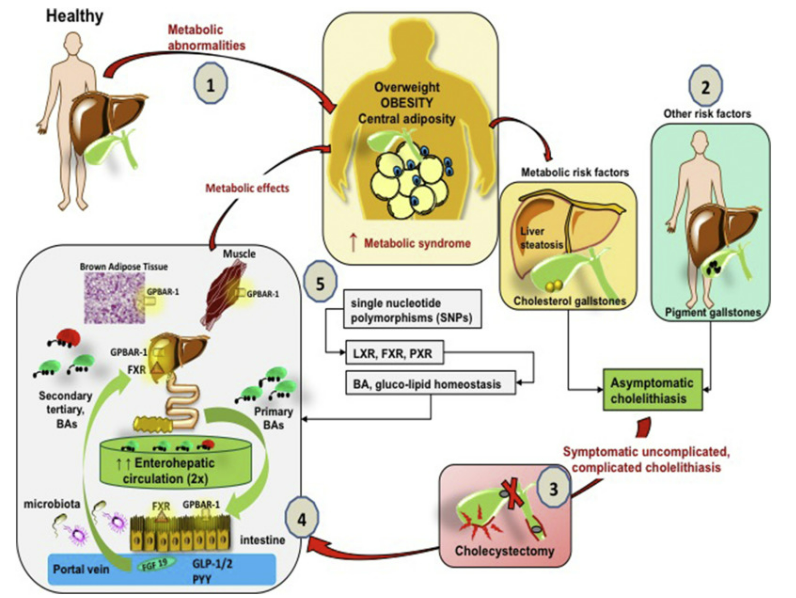 Healthy
Metabolic
abnormalities
1
Overweight
OBESITY
Central adiposity
↑ Metabolic syndrome
2
Other risk factors
Metabolic risk factors
Liver
steatosis
Cholesterol gallstones
Pigment gallstones
Metabolic effects
Brown Adipose Tissue
Muscle
GPBAR-1
GPBAR-1
5
single nucleotide
polymorphisms (SNPs)
LXR, FXR, PXR
BA, gluco-lipid homeostasis
Asymptomatic
cholelithiasis
GPBAR-1
FXR
Secondary
tertiary,
BAs
Primary
BAs
↑↑ Enterohepatic
circulation (2x)
Symptomatic uncomplicated,
complicated cholelithiasis
3
Cholecystectomy
4
microbiota
FXR
GPBAR-1
intestine
Portal vein
FGF 19
GLP-1/2
PYY